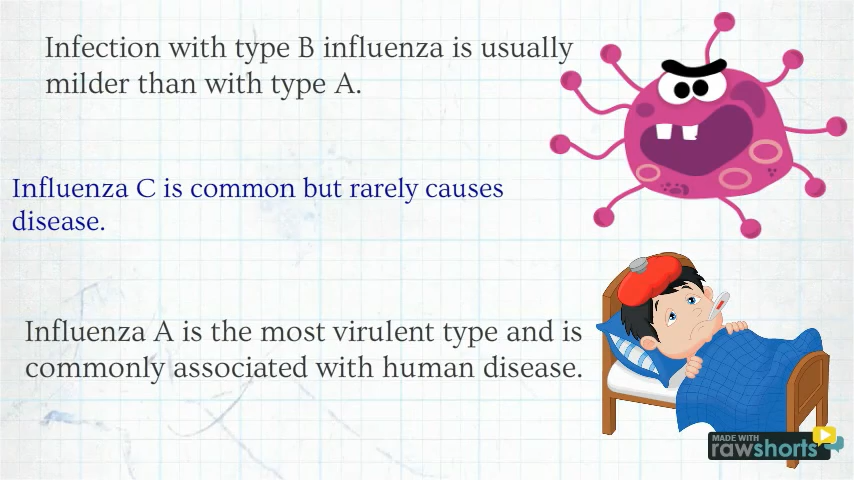 Infection with type B influenza is usually
milder than with type A.
Influenza C is common but rarely causes
disease.
Influenza A is the most virulent type and is
commonly associated with human disease.
MADE WITH
rawshorts